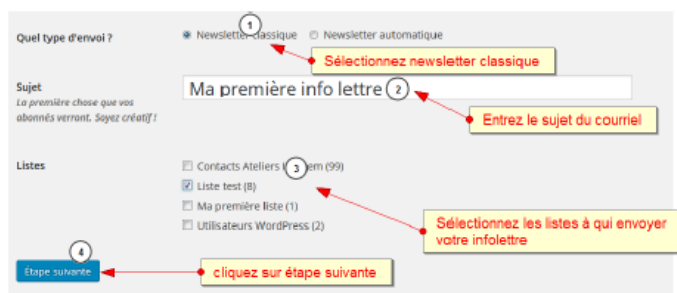 Quel type d'envoi ? Newsletter classique Newsletter automatique
1
Sélectionnez newsletter classique
Sujet Ma première info lettre 2
La première chose que vos
abonnés verront. Soyez créatif !
Entrez le sujet du courriel
Listes Contacts Ateliers (99)
3
Liste test (8)
Ma première liste (1)
Utilisateurs WordPress (2)
Sélectionnez les listes à qui envoyer
votre infolettre
4
Étape suivante cliquez sur étape suivante